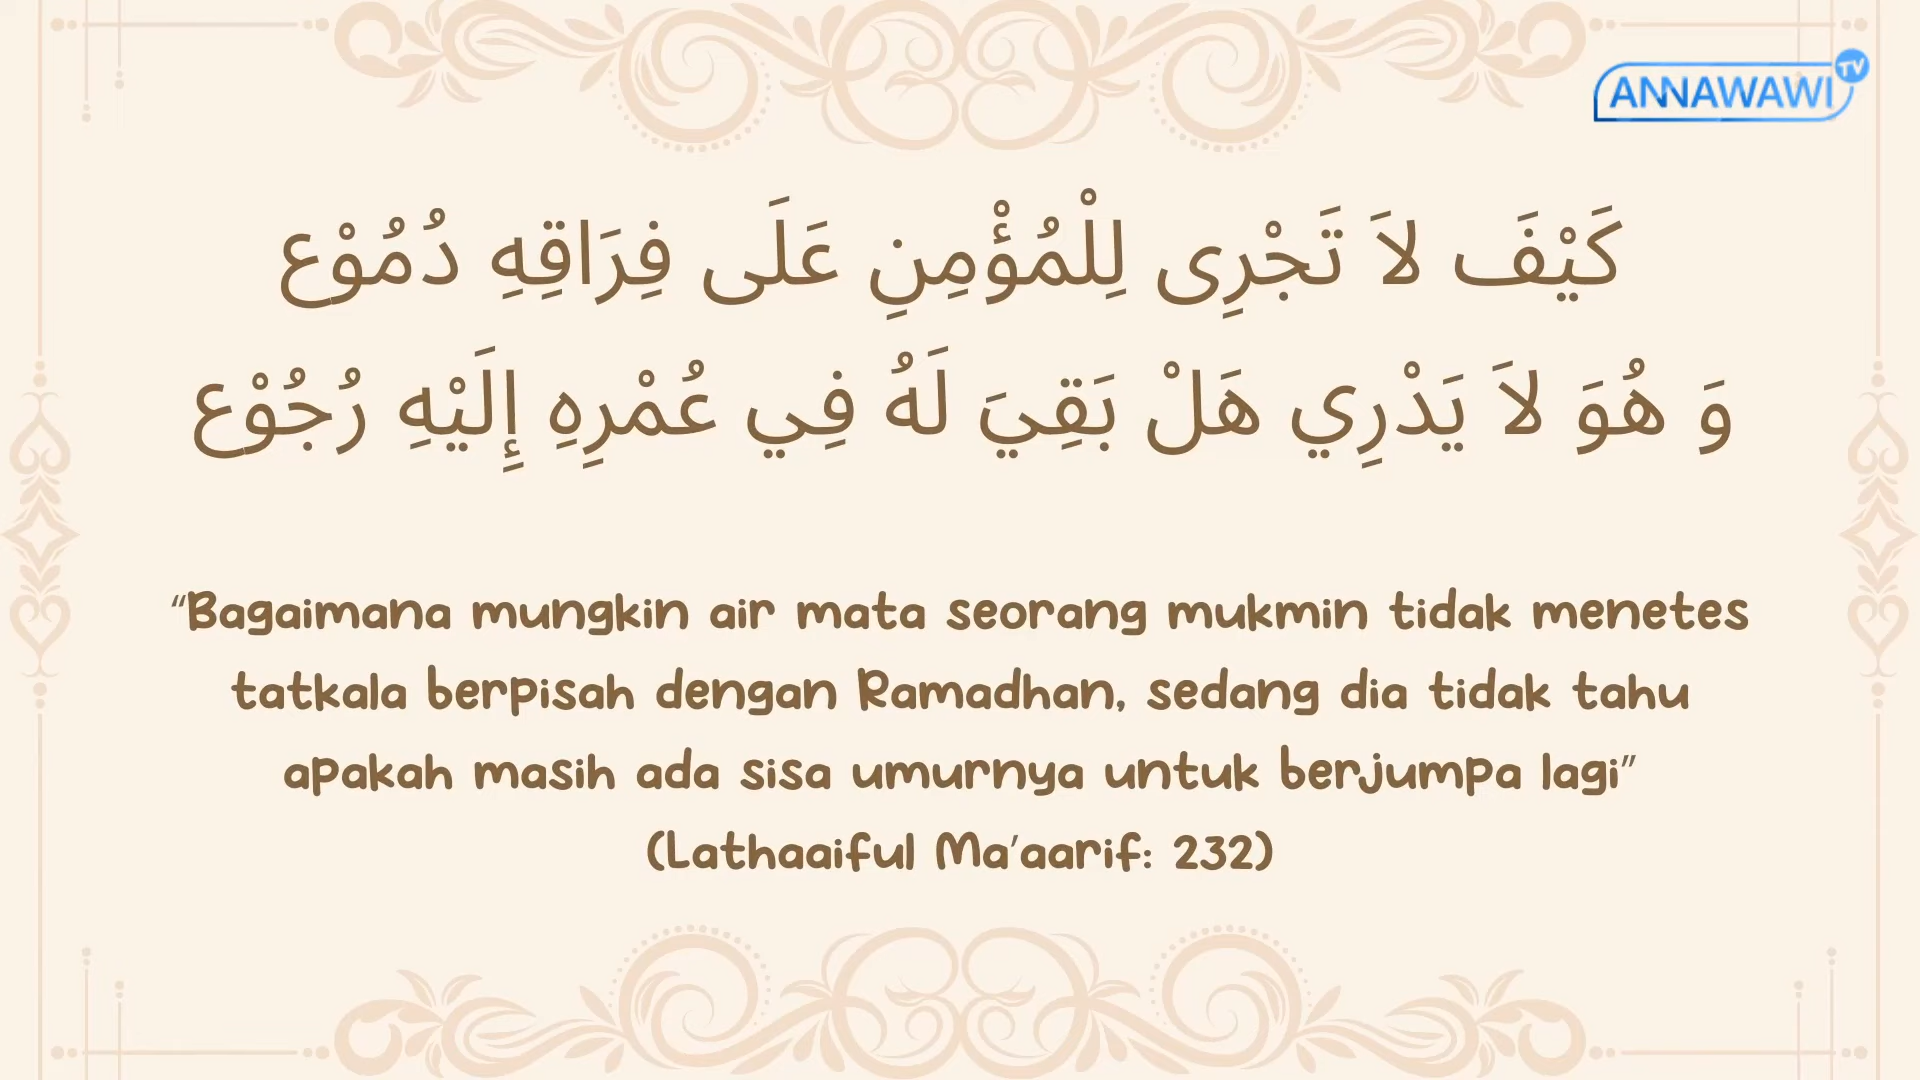 ANNAWAWI TV
كَيْفَ لاَ تَجْرِى لِلْمُؤْمِنِ عَلَى فِرَاقِهِ دُمُوْع
وَ هُوَ لاَ يَدْرِي هَلْ بَقِيَ لَهُ فِي عُمْرِهِ إِلَيْهِ رُجُوْع
“Bagaimana mungkin air mata seorang mukmin tidak menetes
tatkala berpisah dengan Ramadhan, sedang dia tidak tahu
apakah masih ada sisa umurnya untuk berjumpa lagi”
(Lathaaiful Ma’aarif: 232)